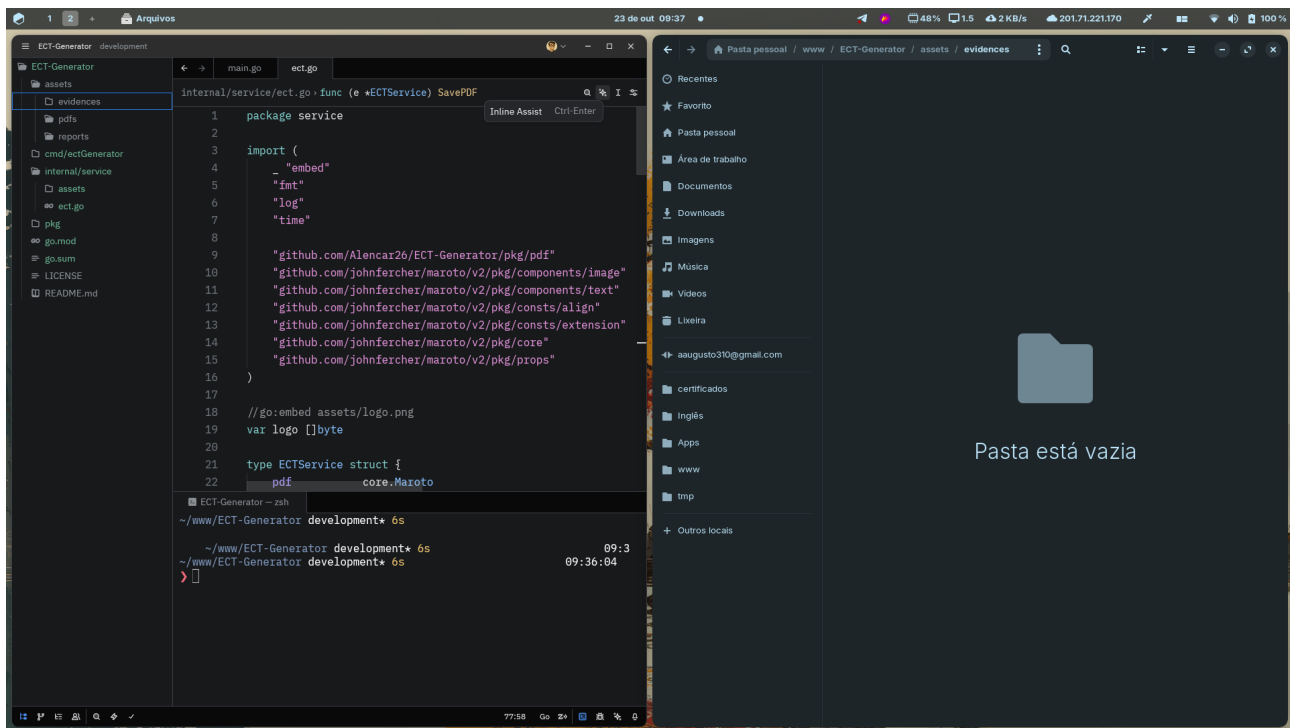 1 2 + Arquivos 23 de out 09:37 48% 1.5 2 KB/s 201.71.221.170 100 %
ECT-Generator development
ECT-Generator
assets
evidences
pdfs
reports
cmd/ectGenerator
internal/service
assets
ect.go
pkg
go.mod
go.sum
LICENSE
README.md
main.go ect.go
internal/service/ect.go › func (e *ECTService) SavePDF
Inline Assist Ctrl-Enter
1 package service
2
3 import (
4 _ "embed"
5 "fmt"
6 "log"
7 "time"
8
9 "github.com/Alencar26/ECT-Generator/pkg/pdf"
10 "github.com/johnfercher/maroto/v2/pkg/components/image"
11 "github.com/johnfercher/maroto/v2/pkg/components/text"
12 "github.com/johnfercher/maroto/v2/pkg/consts/align"
13 "github.com/johnfercher/maroto/v2/pkg/consts/extension"
14 "github.com/johnfercher/maroto/v2/pkg/core"
15 "github.com/johnfercher/maroto/v2/pkg/props"
16 )
17
18 //go:embed assets/logo.png
19 var logo []byte
20
21 type ECTService struct {
22 pdf core.Maroto
ECT-Generator — zsh
~/www/ECT-Generator development* 6s
~/www/ECT-Generator development* 6s 09:3
~/www/ECT-Generator development* 6s 09:36:04
❯
77:58 Go
Pasta pessoal / www / ECT-Generator / assets / evidences
Recentes
Favorito
Pasta pessoal
Área de trabalho
Documentos
Downloads
Imagens
Música
Vídeos
Lixeira
aaugusto310@gmail.com
certificados
Inglês
Apps
www
tmp
+ Outros locais
Pasta está vazia